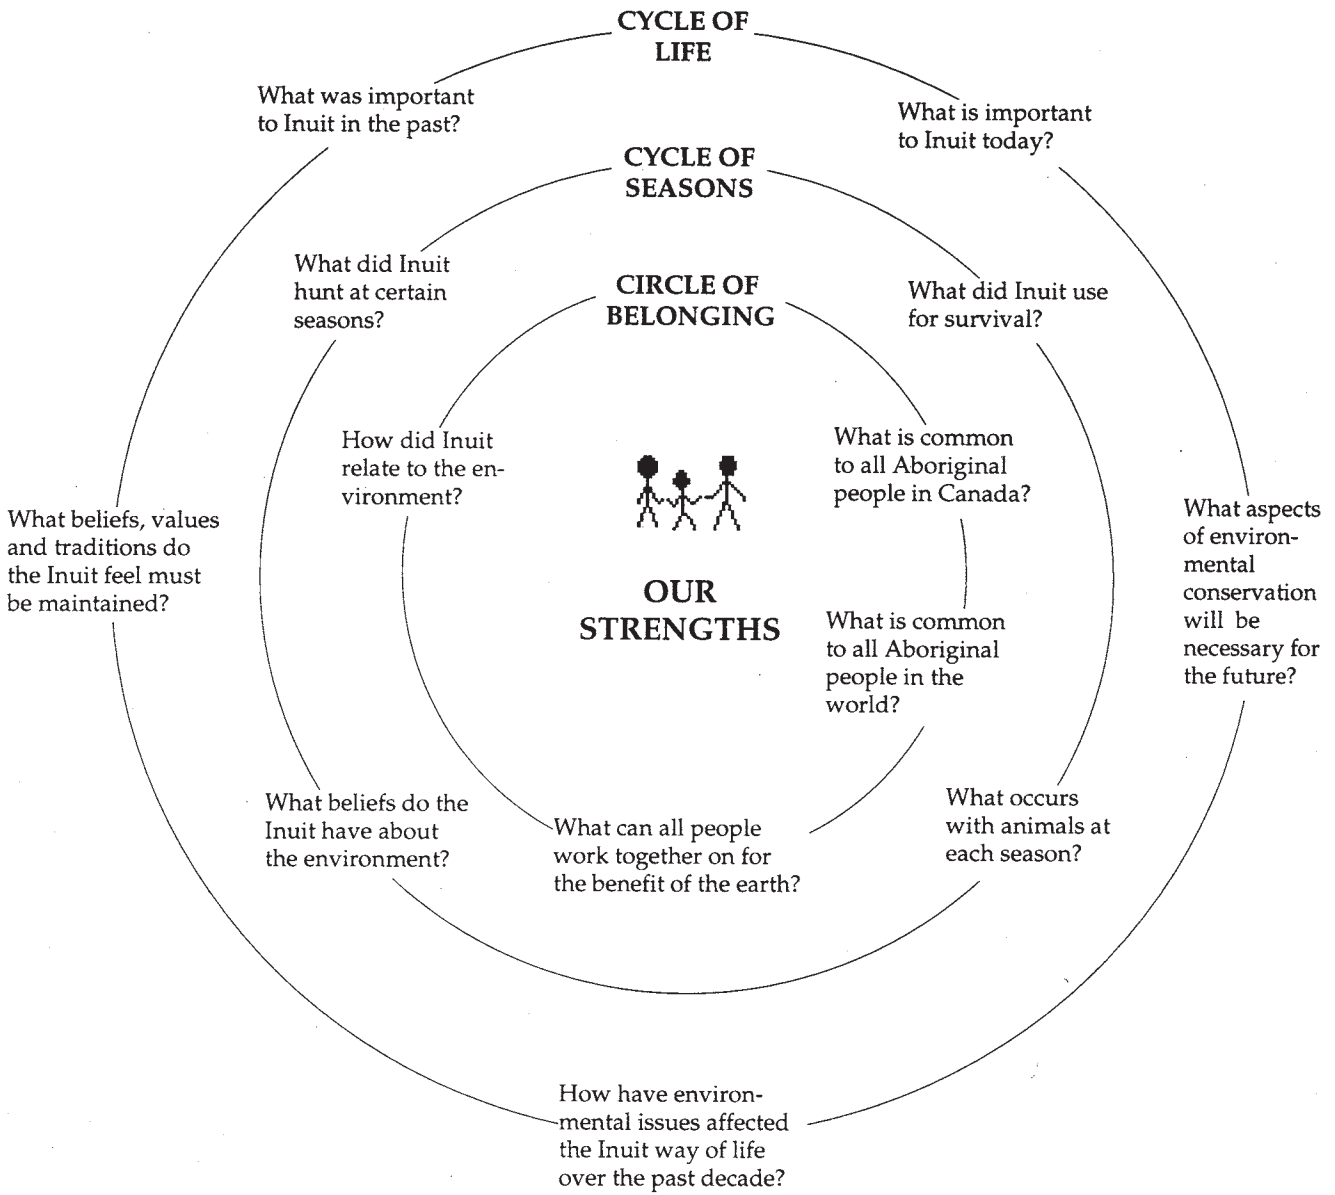 CYCLE OF
LIFE
What was important
to Inuit in the past?
What is important
to Inuit today?
CYCLE OF
SEASONS
What did Inuit
hunt at certain
seasons?
CIRCLE OF
BELONGING
What did Inuit use
for survival?
How did Inuit
relate to the en-
vironment?
What is common
to all Aboriginal
people in Canada?
What beliefs, values
and traditions do
the Inuit feel must
be maintained?
What aspects
of environ-
mental
conservation
will be
necessary for
the future?
OUR
STRENGTHS
What is common
to all Aboriginal
people in the
world?
What beliefs do the
Inuit have about
the environment?
What can all people
work together on for
the benefit of the earth?
What occurs
with animals at
each season?
How have environ-
mental issues affected
the Inuit way of life
over the past decade?